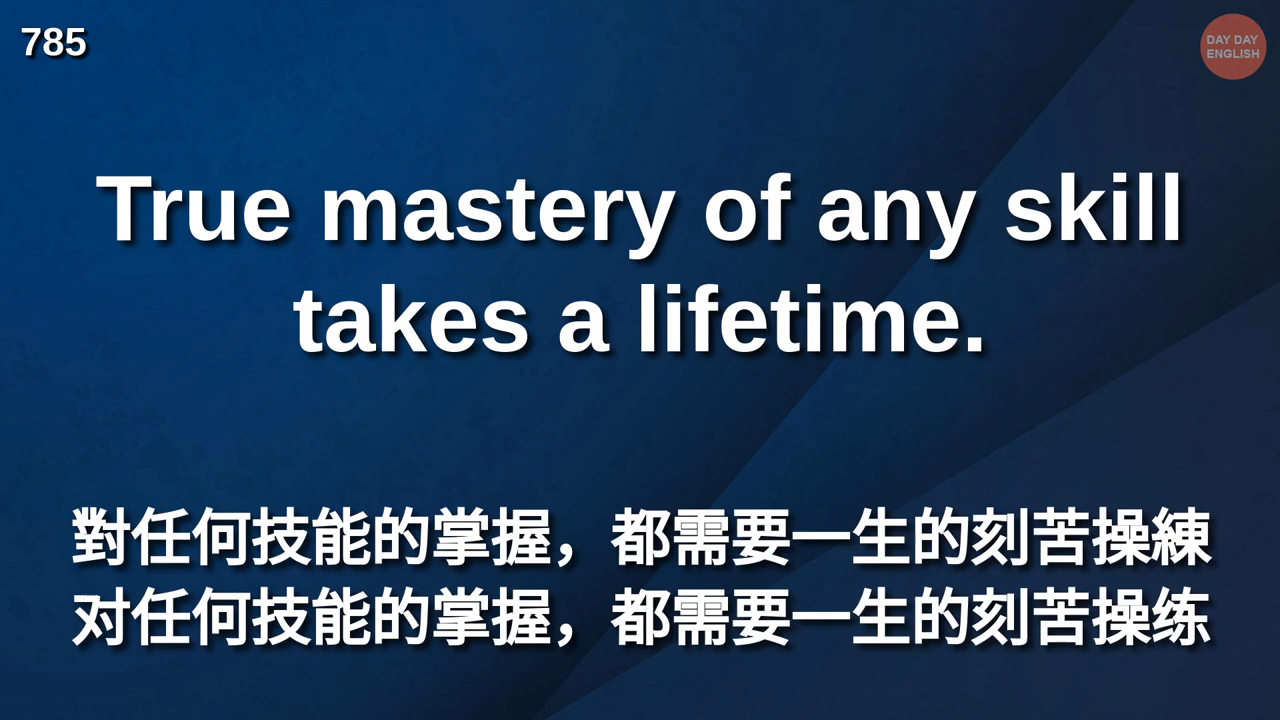 785
DAY DAY
ENGLISH
True mastery of any skill
takes a lifetime.
對任何技能的掌握，都需要一生的刻苦操練
对任何技能的掌握，都需要一生的刻苦操练